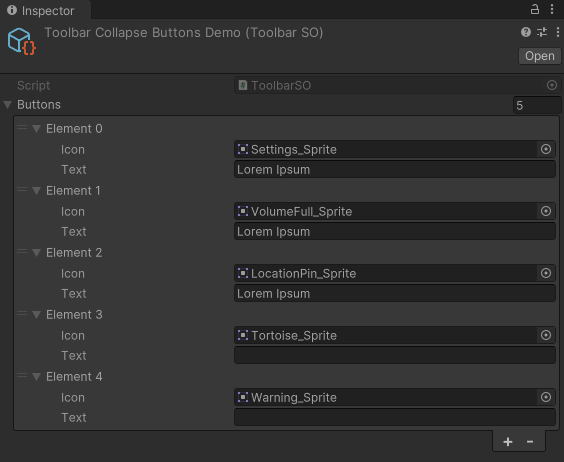 Inspector
Toolbar Collapse Buttons Demo (Toolbar SO)
Open
Script ToolbarSO
Buttons 5
Element 0
Icon Settings_Sprite
Text Lorem Ipsum
Element 1
Icon VolumeFull_Sprite
Text Lorem Ipsum
Element 2
Icon LocationPin_Sprite
Text Lorem Ipsum
Element 3
Icon Tortoise_Sprite
Text
Element 4
Icon Warning_Sprite
Text
+ -